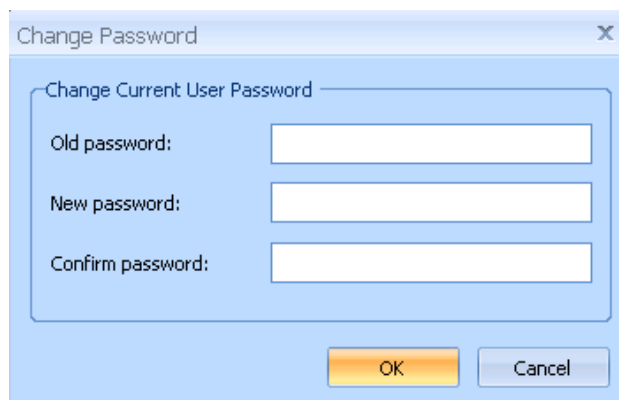 Change Password
Change Current User Password
Old password:
New password:
Confirm password:
OK
Cancel